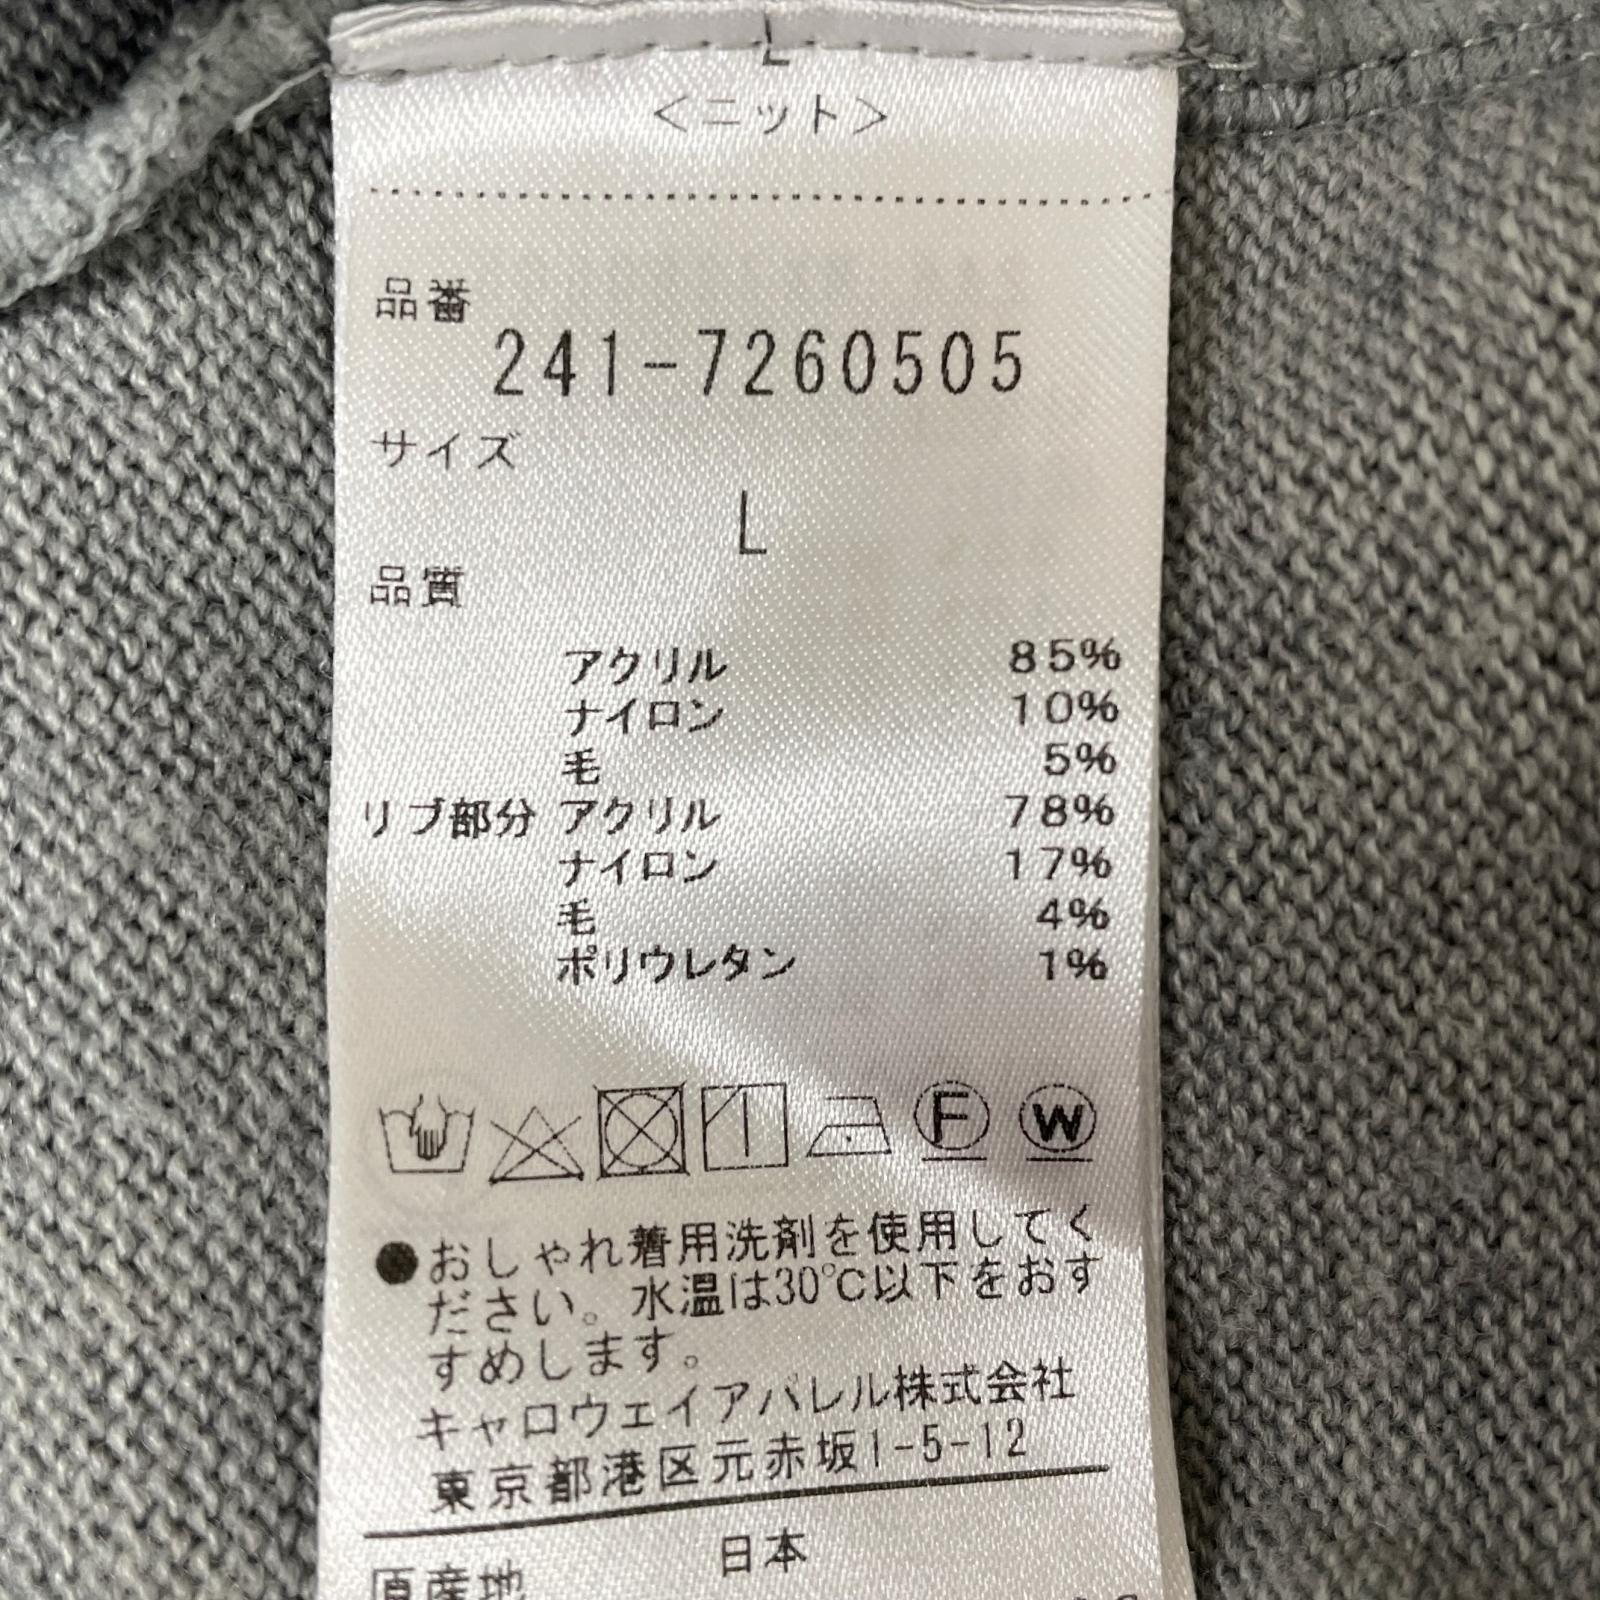 L
<ニット>
品番
241-7260505
サイズ
L
品質
アクリル 85%
ナイロン 10%
毛 5%
リブ部分 アクリル 78%
ナイロン 17%
毛 4%
ポリウレタン 1%
F W
●おしゃれ着用洗剤を使用してく
ださい。水温は30℃以下をおす
すめします。
キャロウェイアパレル株式会社
東京都港区元赤坂1-5-12
日本
原産地